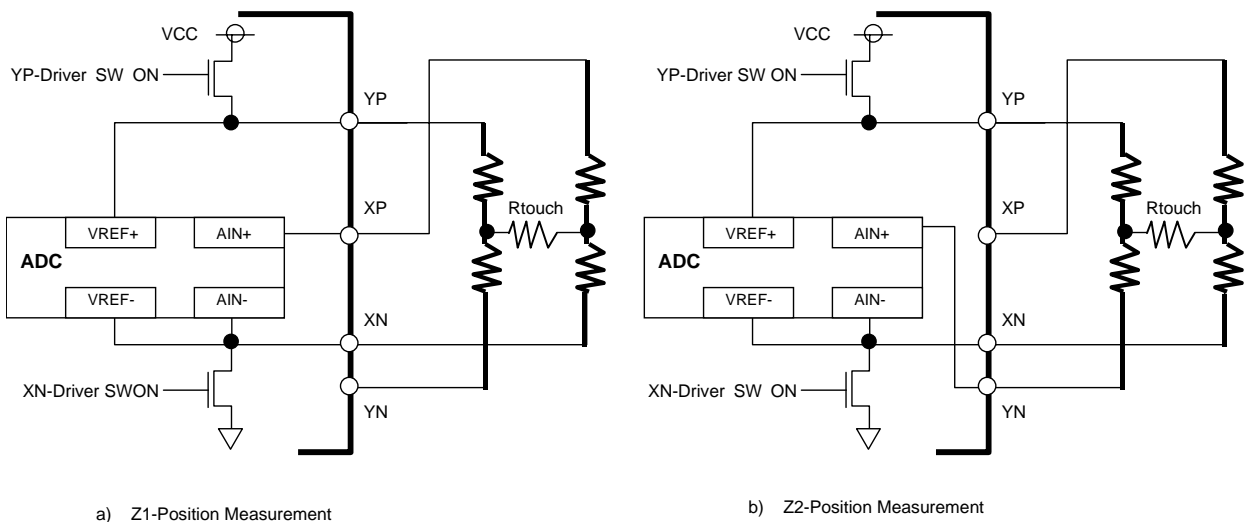 VCC
YP-Driver SW ON
YP
XP
Rtouch
VREF+
AIN+
ADC
VREF-
AIN-
XN
XN-Driver SWON
YN
a) Z1-Position Measurement
VCC
YP-Driver SW ON
YP
XP
Rtouch
VREF+
AIN+
ADC
VREF-
AIN-
XN
XN-Driver SW ON
YN
b) Z2-Position Measurement